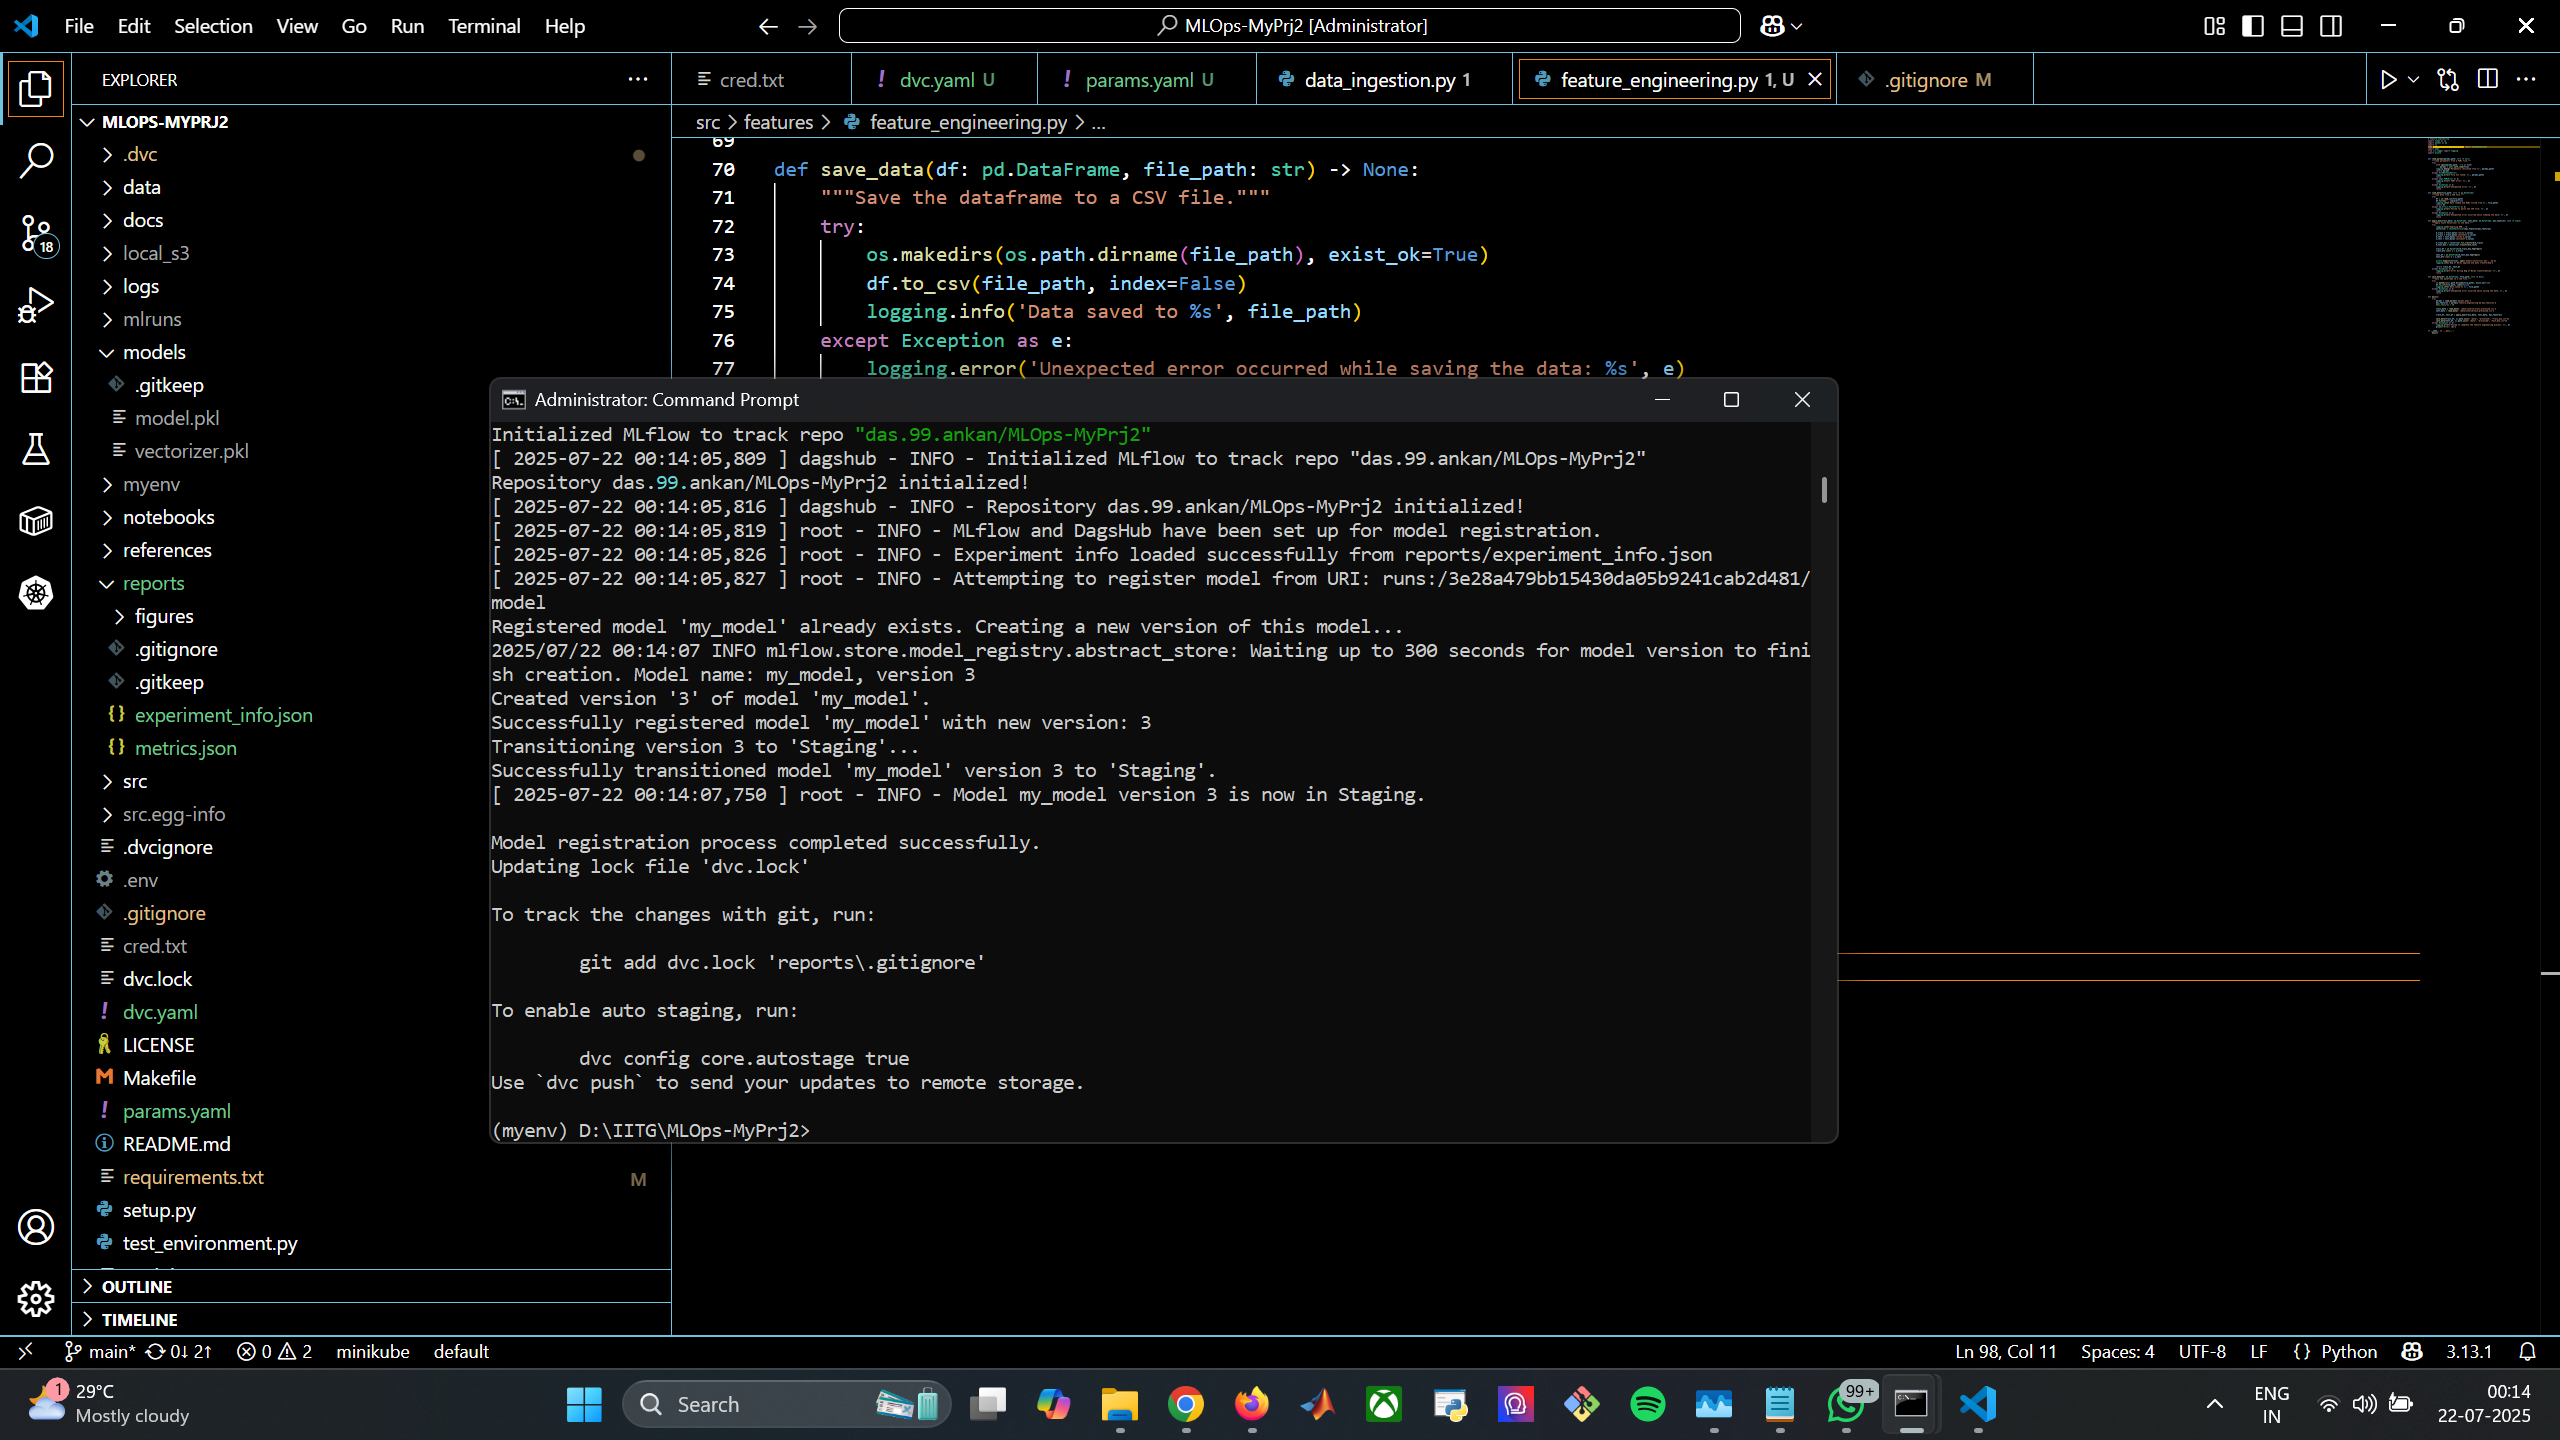 File Edit Selection View Go Run Terminal Help
MLOps-MyPrj2 [Administrator]
EXPLORER
cred.txt
! dvc.yaml U
! params.yaml U
data_ingestion.py 1
feature_engineering.py 1, U
.gitignore M
MLOPS-MYPRJ2
.dvc
data
docs
local_s3
logs
mlruns
models
.gitkeep
model.pkl
vectorizer.pkl
myenv
notebooks
references
reports
figures
.gitignore
.gitkeep
{} experiment_info.json
{} metrics.json
src
src.egg-info
.dvcignore
.env
.gitignore
cred.txt
dvc.lock
! dvc.yaml
LICENSE
Makefile
! params.yaml
README.md
requirements.txt M
setup.py
test_environment.py
OUTLINE
TIMELINE
18
src > features > feature_engineering.py > ...
69
70 def save_data(df: pd.DataFrame, file_path: str) -> None:
71 """Save the dataframe to a CSV file."""
72 try:
73 os.makedirs(os.path.dirname(file_path), exist_ok=True)
74 df.to_csv(file_path, index=False)
75 logging.info('Data saved to %s', file_path)
76 except Exception as e:
77 logging.error('Unexpected error occurred while saving the data: %s', e)
Administrator: Command Prompt
Initialized MLflow to track repo "das.99.ankan/MLOps-MyPrj2"
[ 2025-07-22 00:14:05,809 ] dagshub - INFO - Initialized MLflow to track repo "das.99.ankan/MLOps-MyPrj2"
Repository das.99.ankan/MLOps-MyPrj2 initialized!
[ 2025-07-22 00:14:05,816 ] dagshub - INFO - Repository das.99.ankan/MLOps-MyPrj2 initialized!
[ 2025-07-22 00:14:05,819 ] root - INFO - MLflow and DagsHub have been set up for model registration.
[ 2025-07-22 00:14:05,826 ] root - INFO - Experiment info loaded successfully from reports/experiment_info.json
[ 2025-07-22 00:14:05,827 ] root - INFO - Attempting to register model from URI: runs:/3e28a479bb15430da05b9241cab2d481/
model
Registered model 'my_model' already exists. Creating a new version of this model...
2025/07/22 00:14:07 INFO mlflow.store.model_registry.abstract_store: Waiting up to 300 seconds for model version to fini
sh creation. Model name: my_model, version 3
Created version '3' of model 'my_model'.
Successfully registered model 'my_model' with new version: 3
Transitioning version 3 to 'Staging'...
Successfully transitioned model 'my_model' version 3 to 'Staging'.
[ 2025-07-22 00:14:07,750 ] root - INFO - Model my_model version 3 is now in Staging.
Model registration process completed successfully.
Updating lock file 'dvc.lock'
To track the changes with git, run:
git add dvc.lock 'reports\.gitignore'
To enable auto staging, run:
dvc config core.autostage true
Use `dvc push` to send your updates to remote storage.
(myenv) D:\IITG\MLOps-MyPrj2>
main* 0↓ 2↑ 0 2 minikube default
Ln 98, Col 11 Spaces: 4 UTF-8 LF {} Python 3.13.1
1
29°C
Mostly cloudy
Search
99+
ENG
IN
00:14
22-07-2025